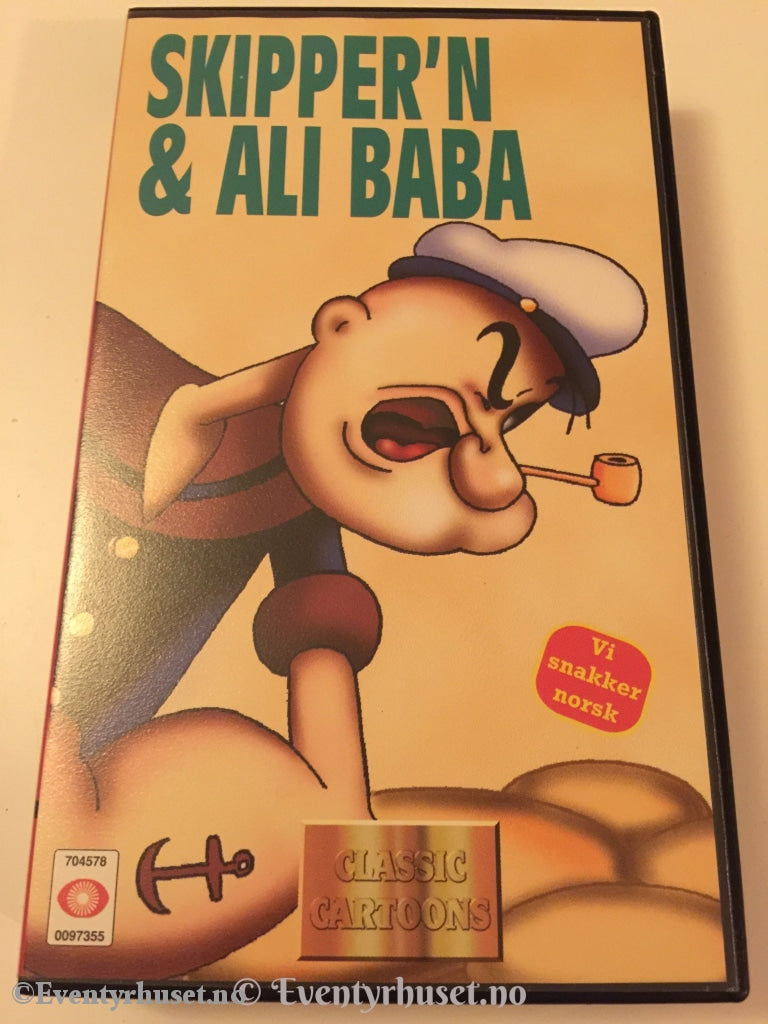 SKIPPER'N
& ALI BABA
Vi
snakker
norsk
704578
0097355
CLASSIC
CARTOONS
©Eventyrhuset.no
© Eventyrhuset.no